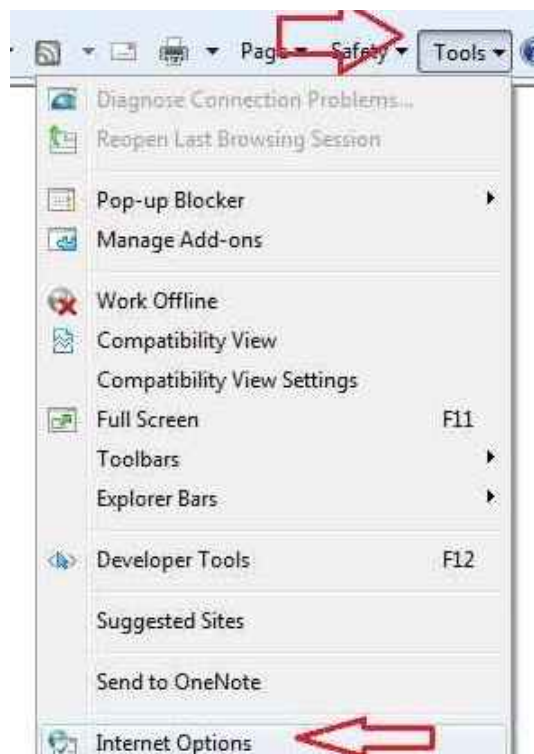 Page Safety Tools
Diagnose Connection Problems...
Reopen Last Browsing Session
Pop-up Blocker
Manage Add-ons
Work Offline
Compatibility View
Compatibility View Settings
Full Screen F11
Toolbars
Explorer Bars
Developer Tools F12
Suggested Sites
Send to OneNote
Internet Options